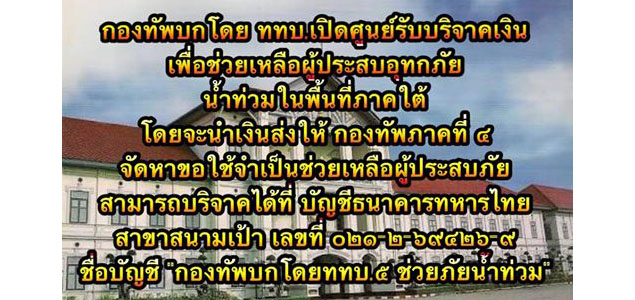 กองทัพบกโดย ททบ.เปิดศูนย์รับบริจาคเงิน
เพื่อช่วยเหลือผู้ประสบอุทกภัย
น้ำท่วมในพื้นที่ภาคใต้
โดยจะนำเงินส่งให้ กองทัพภาคที่ ๔
จัดหาของใช้จำเป็นช่วยเหลือผู้ประสบภัย
สามารถบริจาคได้ที่ บัญชีธนาคารทหารไทย
สาขาสนามเป้า เลขที่ ๐๒๑-๒-๖๙๔๒๖-๙
ชื่อบัญชี "กองทัพบกโดยททบ.๕ ช่วยภัยน้ำท่วม"